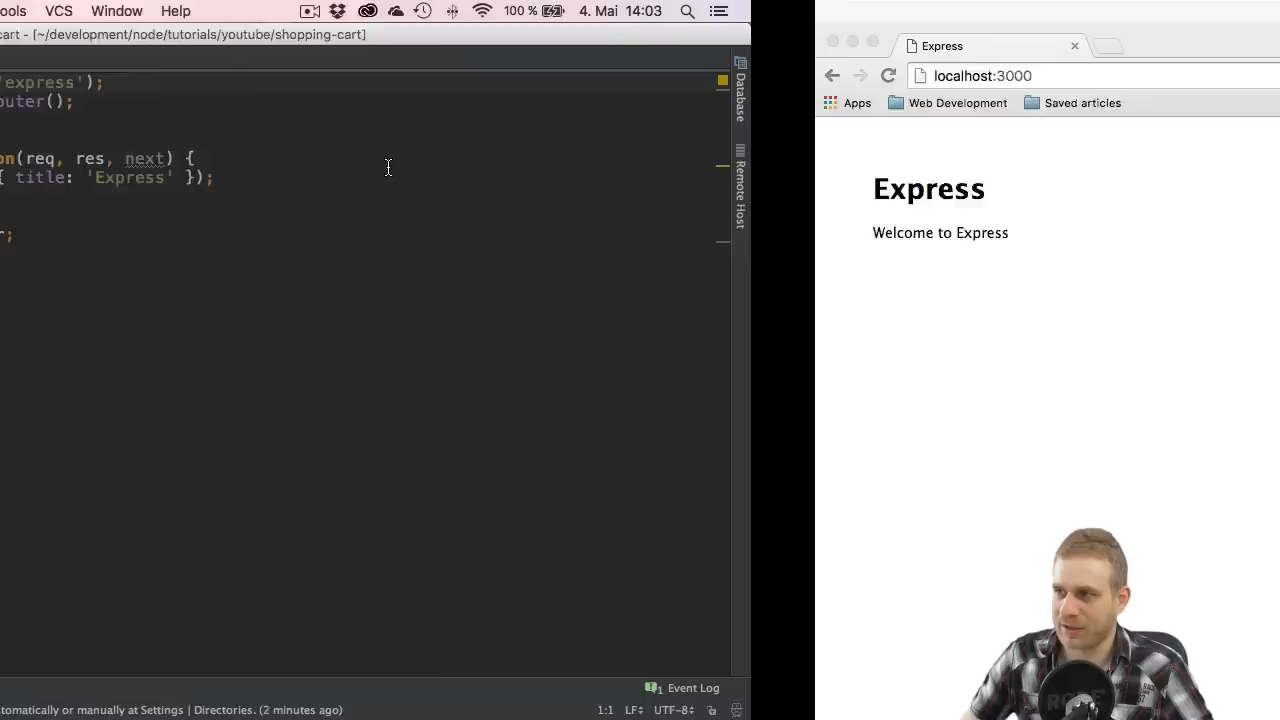 ools VCS Window Help 100 % 4. Mai 14:03
cart - [~/development/node/tutorials/youtube/shopping-cart]
'express');
outer();
on(req, res, next) {
{ title: 'Express' });
r;
Database
Remote Host
Event Log
tomatically or manually at Settings | Directories. (2 minutes ago) 1:1 LF÷ UTF-8÷
Express
localhost:3000
Apps Web Development Saved articles
Express
Welcome to Express